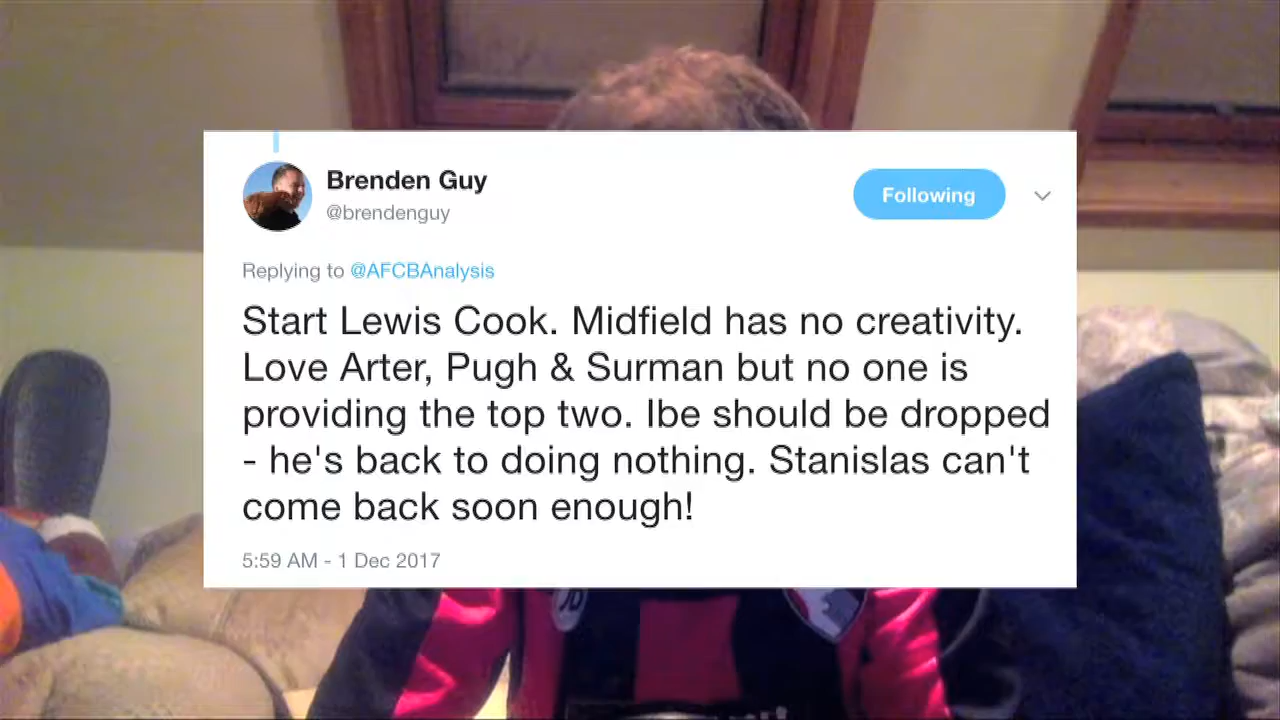 Brenden Guy
@brendenguy
Following
Replying to @AFCBAnalysis
Start Lewis Cook. Midfield has no creativity.
Love Arter, Pugh & Surman but no one is
providing the top two. Ibe should be dropped
- he's back to doing nothing. Stanislas can't
come back soon enough!
5:59 AM - 1 Dec 2017
JD